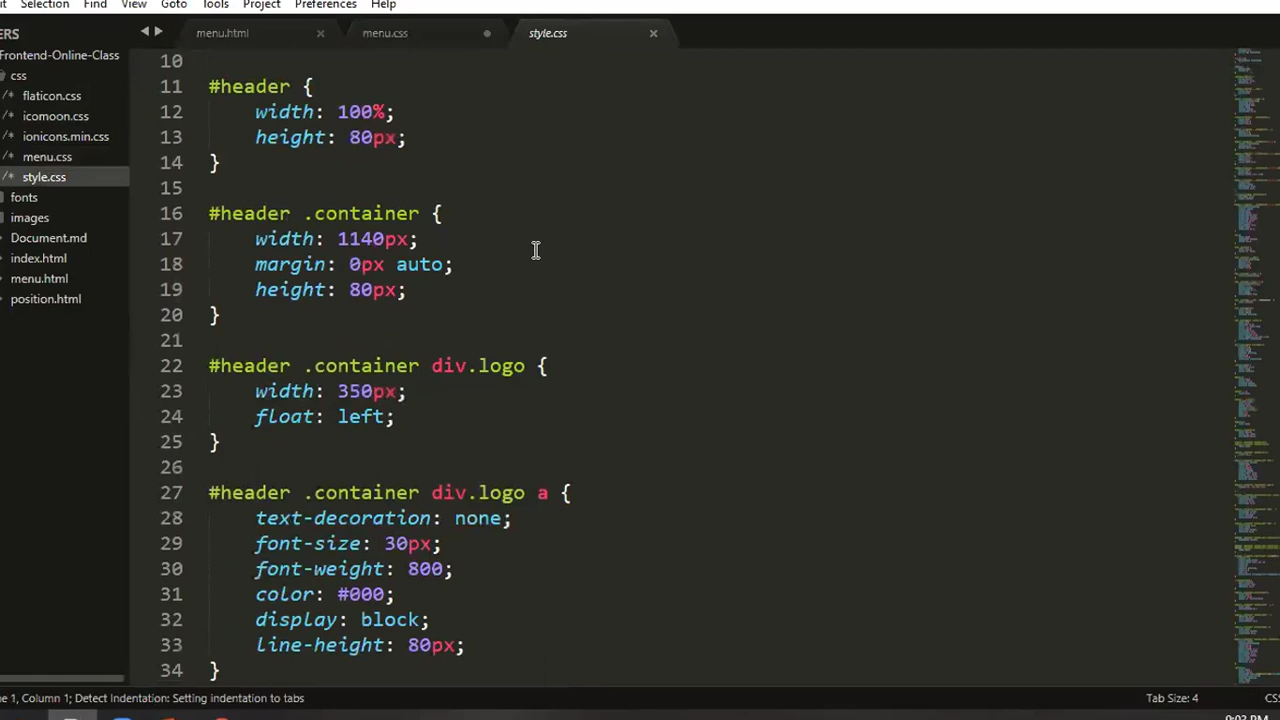 Selection Find View Goto Tools Project Preferences Help
menu.html menu.css style.css
Frontend-Online-Class
css
/* flaticon.css
/* icomoon.css
/* ionicons.min.css
/* menu.css
/* style.css
fonts
images
Document.md
index.html
menu.html
position.html
10
11 #header {
12 width: 100%;
13 height: 80px;
14 }
15
16 #header .container {
17 width: 1140px;
18 margin: 0px auto;
19 height: 80px;
20 }
21
22 #header .container div.logo {
23 width: 350px;
24 float: left;
25 }
26
27 #header .container div.logo a {
28 text-decoration: none;
29 font-size: 30px;
30 font-weight: 800;
31 color: #000;
32 display: block;
33 line-height: 80px;
34 }
1, Column 1; Detect Indentation: Setting indentation to tabs Tab Size: 4